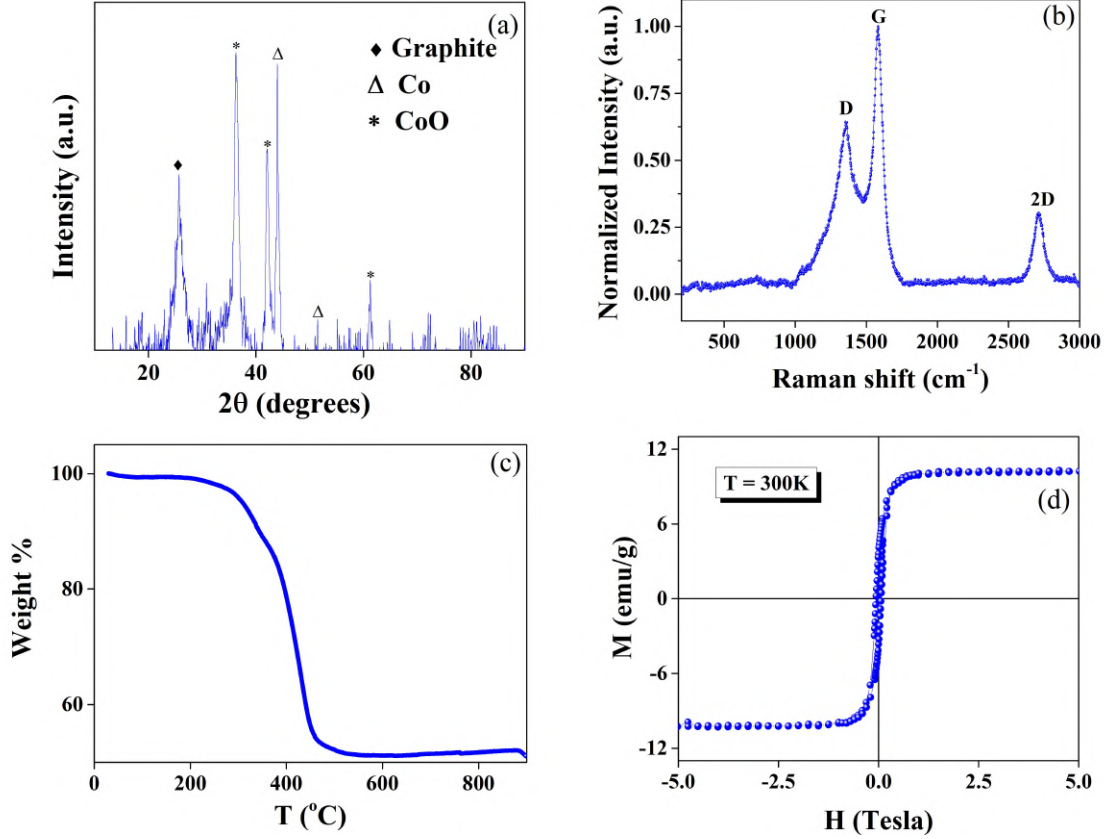 (a)
♦ Graphite
Δ Co
* CoO
* Δ
♦ *
Δ *
Intensity (a.u.)
20 40 60 80
2θ (degrees)
(b)
G
D
2D
Normalized Intensity (a.u.)
1.00
0.75
0.50
0.25
0.00
500 1000 1500 2000 2500 3000
Raman shift (cm⁻¹)
(c)
Weight %
100
80
60
0 200 400 600 800
T (°C)
(d)
T = 300K
M (emu/g)
12
6
0
-6
-12
-5.0 -2.5 0.0 2.5 5.0
H (Tesla)